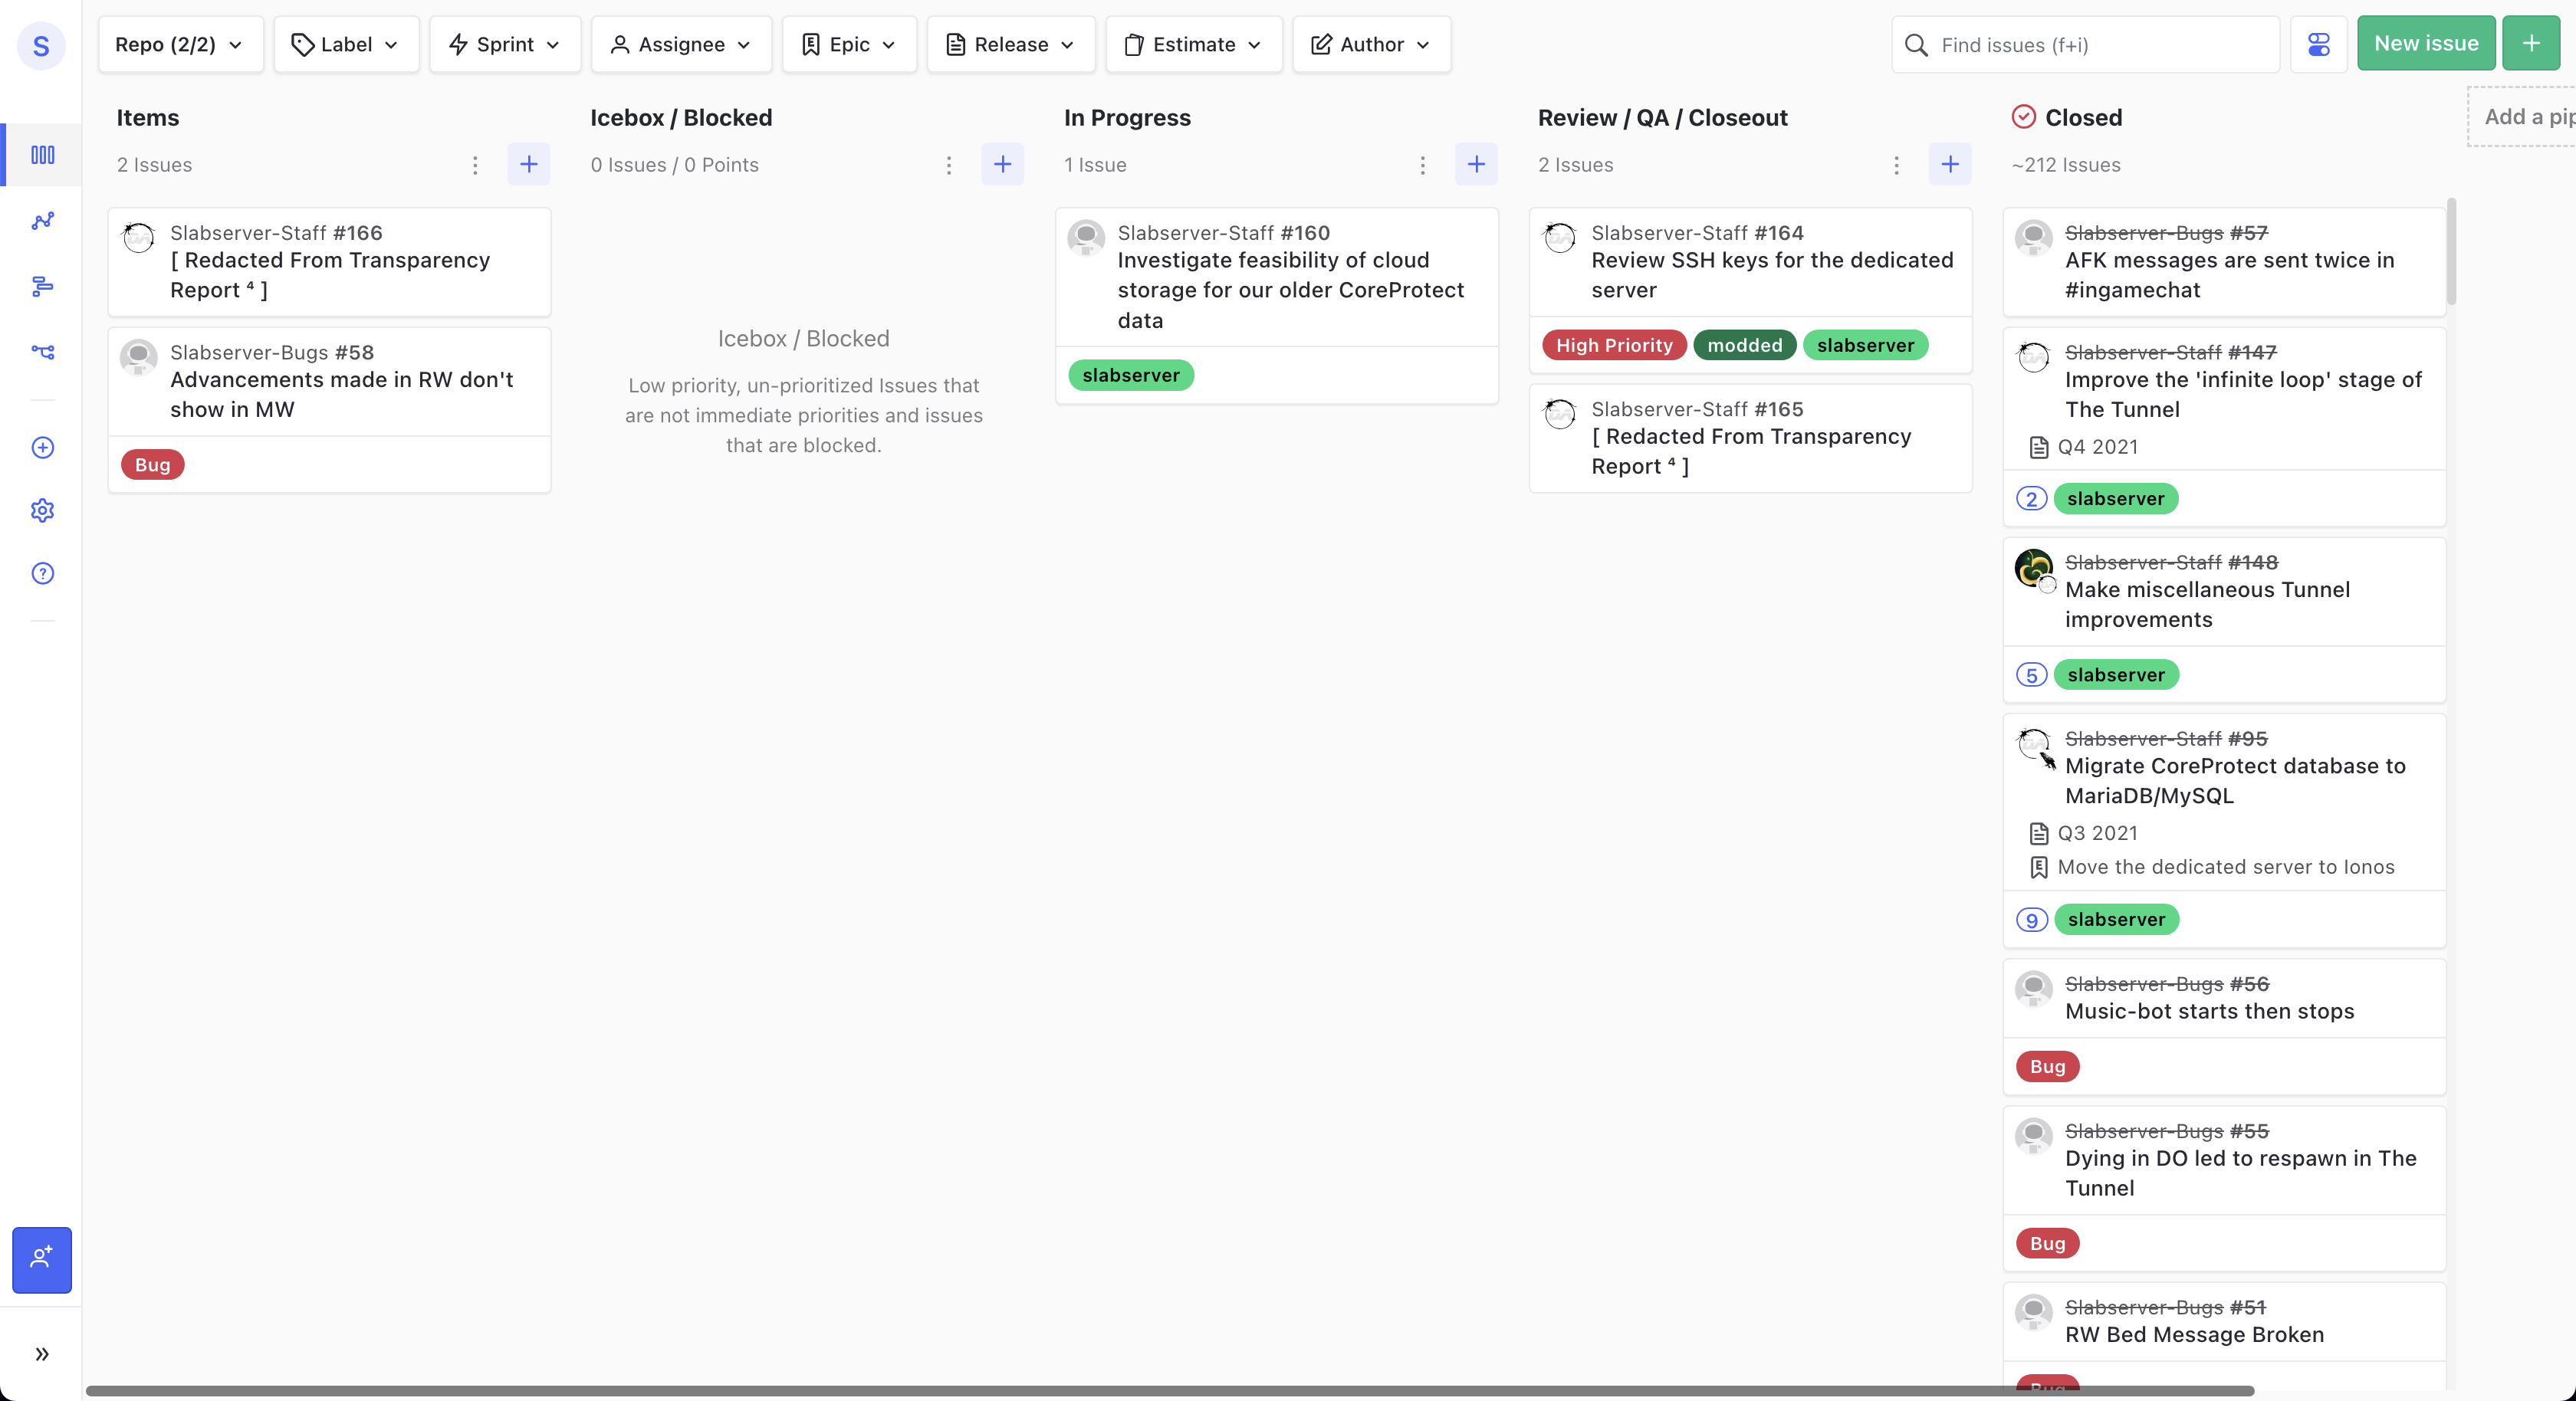 S
Repo (2/2)
Label
Sprint
Assignee
Epic
Release
Estimate
Author
Find issues (f+i)
New issue
Items
2 Issues
Slabserver-Staff #166
[ Redacted From Transparency
Report ⁴ ]
Slabserver-Bugs #58
Advancements made in RW don't
show in MW
Bug
Icebox / Blocked
0 Issues / 0 Points
Icebox / Blocked
Low priority, un-prioritized Issues that
are not immediate priorities and issues
that are blocked.
In Progress
1 Issue
Slabserver-Staff #160
Investigate feasibility of cloud
storage for our older CoreProtect
data
slabserver
Review / QA / Closeout
2 Issues
Slabserver-Staff #164
Review SSH keys for the dedicated
server
High Priority modded slabserver
Slabserver-Staff #165
[ Redacted From Transparency
Report ⁴ ]
Closed
~212 Issues
Slabserver-Bugs #57
AFK messages are sent twice in
#ingamechat
Slabserver-Staff #147
Improve the 'infinite loop' stage of
The Tunnel
Q4 2021
2 slabserver
Slabserver-Staff #148
Make miscellaneous Tunnel
improvements
5 slabserver
Slabserver-Staff #95
Migrate CoreProtect database to
MariaDB/MySQL
Q3 2021
Move the dedicated server to Ionos
9 slabserver
Slabserver-Bugs #56
Music-bot starts then stops
Bug
Slabserver-Bugs #55
Dying in DO led to respawn in The
Tunnel
Bug
Slabserver-Bugs #51
RW Bed Message Broken
Bug
Add a pip